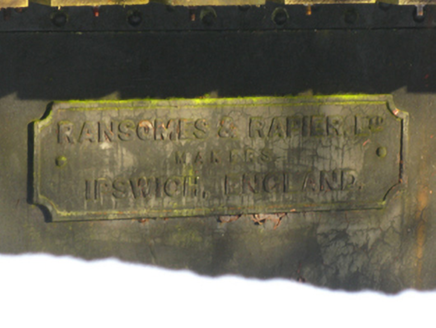 RANSOMES & RAPIER, LTD
MAKERS
IPSWICH, ENGLAND.